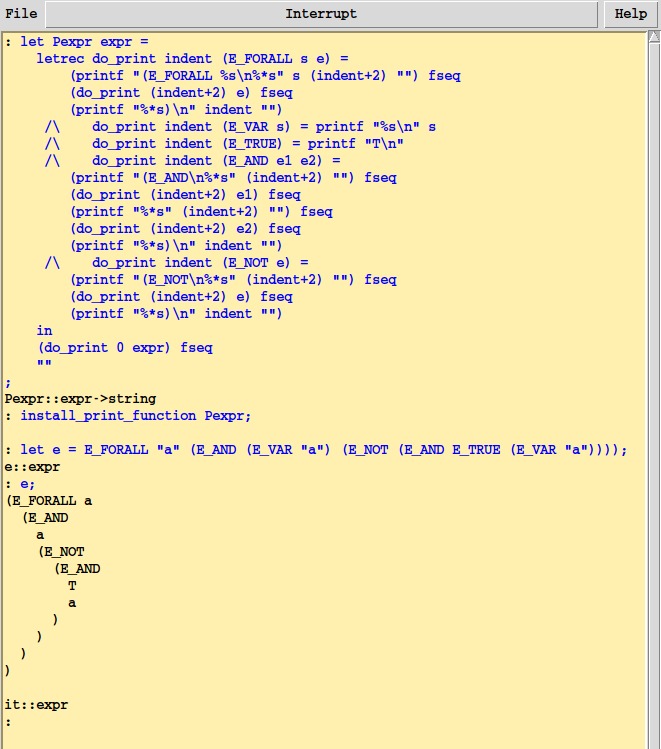 File Interrupt Help
: let Pexpr expr =
    letrec do_print indent (E_FORALL s e) =
        (printf "(E_FORALL %s\n%*s" s (indent+2) "") fseq
        (do_print (indent+2) e) fseq
        (printf "%*s)\n" indent "")
     /\    do_print indent (E_VAR s) = printf "%s\n" s
     /\    do_print indent (E_TRUE) = printf "T\n"
     /\    do_print indent (E_AND e1 e2) =
        (printf "(E_AND\n%*s" (indent+2) "") fseq
        (do_print (indent+2) e1) fseq
        (printf "%*s" (indent+2) "") fseq
        (do_print (indent+2) e2) fseq
        (printf "%*s)\n" indent "")
     /\    do_print indent (E_NOT e) =
        (printf "(E_NOT\n%*s" (indent+2) "") fseq
        (do_print (indent+2) e) fseq
        (printf "%*s)\n" indent "")
    in
    (do_print 0 expr) fseq
    ""
;
Pexpr::expr->string
: install_print_function Pexpr;

: let e = E_FORALL "a" (E_AND (E_VAR "a") (E_NOT (E_AND E_TRUE (E_VAR "a"))));
e::expr
: e;
(E_FORALL a
  (E_AND
    a
    (E_NOT
      (E_AND
        T
        a
      )
    )
  )
)

it::expr
: